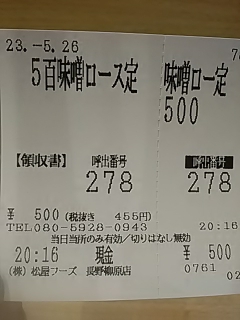 23.-5.26
5百味噌ロース定
味噌ロー定
500
【領収書】
呼出番号
278
呼出番号
278
¥ 500(税抜き 455円)
TEL080-5928-0943
20:16
当日当所のみ有効／切りはなし無効
20:16 現金
¥ 500
(株)松屋フーズ 長野柳原店
0761